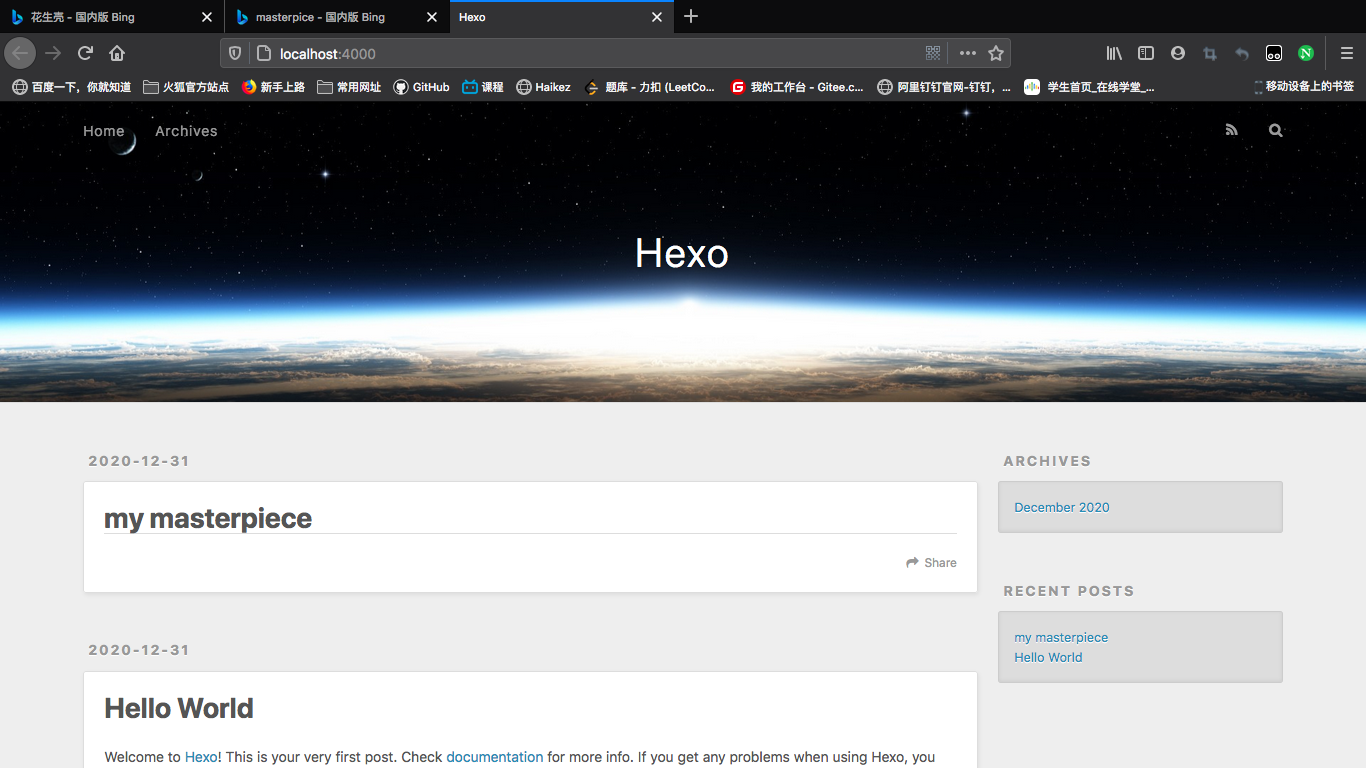 花生壳 - 国内版 Bing
masterpice - 国内版 Bing
Hexo
localhost:4000
百度一下，你就知道
火狐官方站点
新手上路
常用网址
GitHub
课程
Haikez
题库 - 力扣 (LeetCo...
我的工作台 - Gitee.c...
阿里钉钉官网-钉钉，...
学生首页_在线学堂_...
移动设备上的书签
Home
Archives
Hexo
2020-12-31
my masterpiece
Share
2020-12-31
Hello World
Welcome to Hexo! This is your very first post. Check documentation for more info. If you get any problems when using Hexo, you
ARCHIVES
December 2020
RECENT POSTS
my masterpiece
Hello World